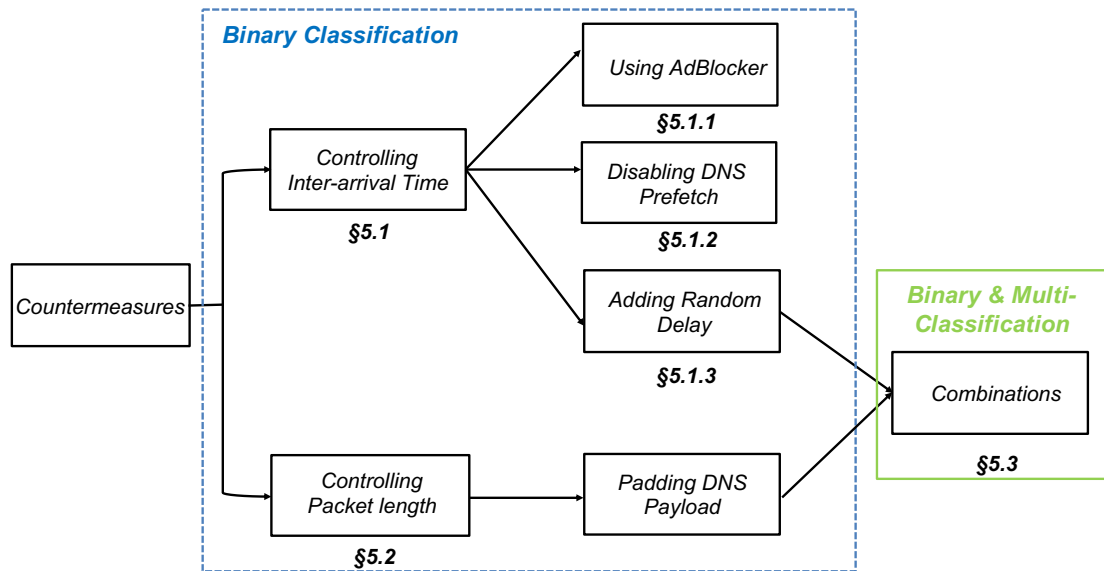 Binary Classification
Using AdBlocker
§5.1.1
Controlling
Inter-arrival Time
§5.1
Disabling DNS
Prefetch
§5.1.2
Countermeasures
Adding Random
Delay
§5.1.3
Binary & Multi-
Classification
Combinations
§5.3
Controlling
Packet length
§5.2
Padding DNS
Payload